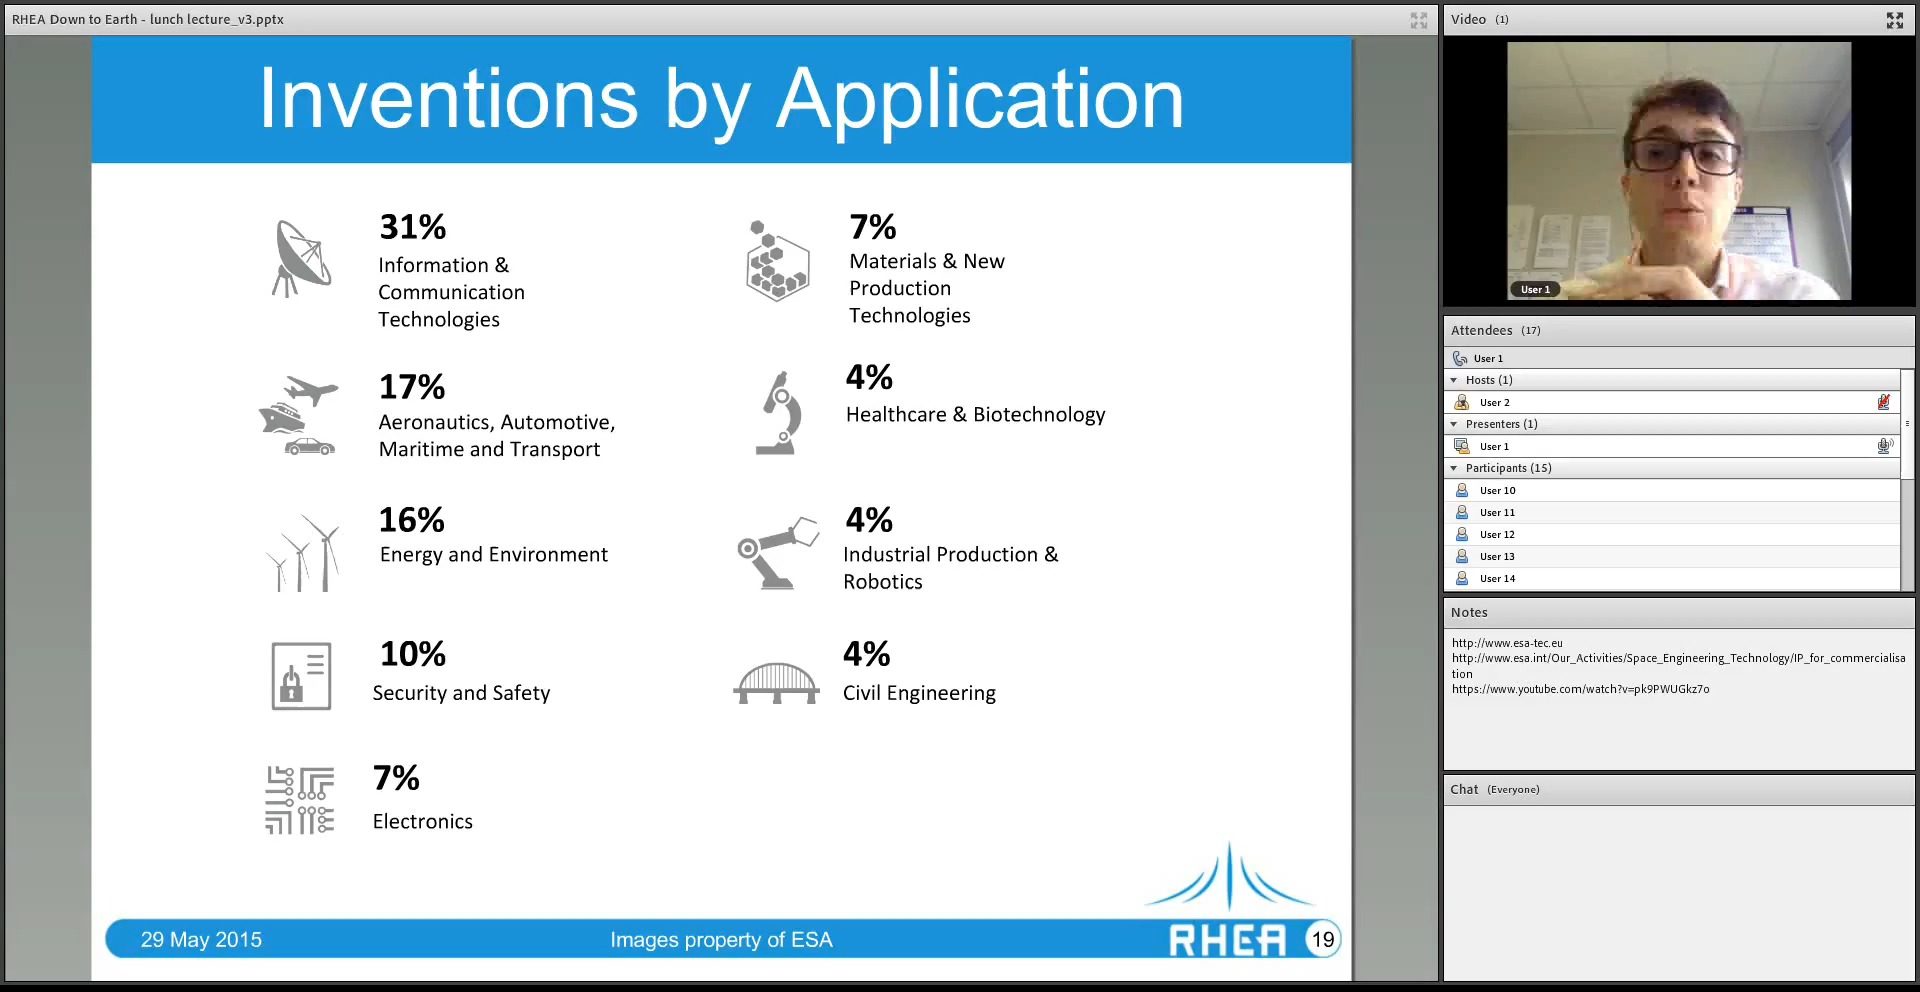 RHEA Down to Earth - lunch lecture_v3.pptx
Inventions by Application
31%
Information &
Communication
Technologies
17%
Aeronautics, Automotive,
Maritime and Transport
16%
Energy and Environment
10%
Security and Safety
7%
Electronics
7%
Materials & New
Production
Technologies
4%
Healthcare & Biotechnology
4%
Industrial Production &
Robotics
4%
Civil Engineering
29 May 2015
Images property of ESA
RHEA
19
Video (1)
User 1
Attendees (17)
User 1
Hosts (1)
User 2
Presenters (1)
User 1
Participants (15)
User 10
User 11
User 12
User 13
User 14
Notes
http://www.esa-tec.eu
http://www.esa.int/Our_Activities/Space_Engineering_Technology/IP_for_commercialisa
tion
https://www.youtube.com/watch?v=pk9PWUGkz7o
Chat (Everyone)